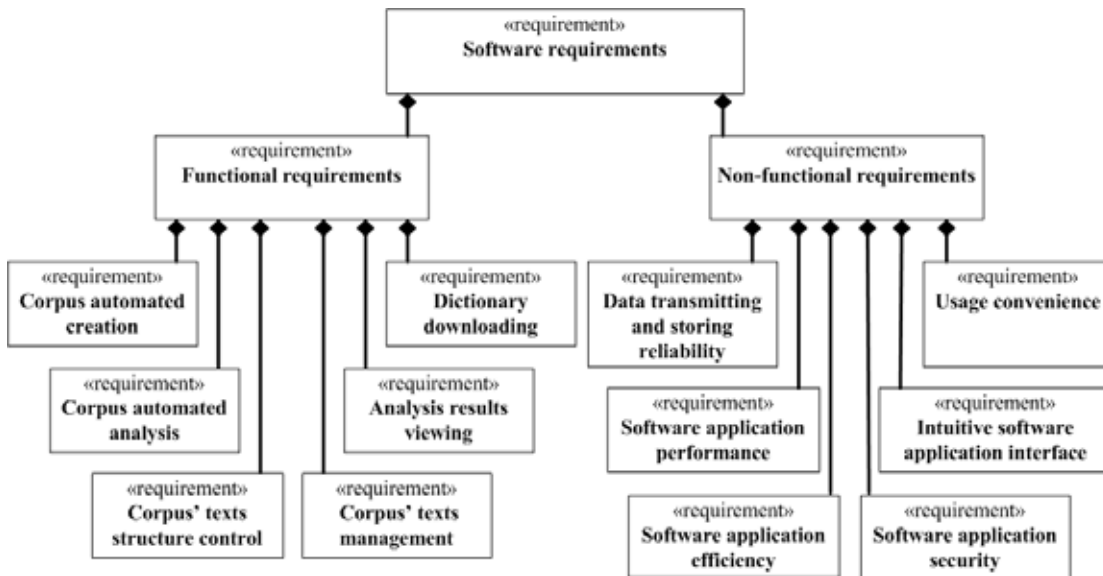 «requirement»
Software requirements
«requirement»
Functional requirements
«requirement»
Non-functional requirements
«requirement»
Corpus automated
creation
«requirement»
Dictionary
downloading
«requirement»
Data transmitting
and storing
reliability
«requirement»
Usage convenience
«requirement»
Corpus automated
analysis
«requirement»
Analysis results
viewing
«requirement»
Software application
performance
«requirement»
Intuitive software
application interface
«requirement»
Corpus’ texts
structure control
«requirement»
Corpus’ texts
management
«requirement»
Software application
efficiency
«requirement»
Software application
security